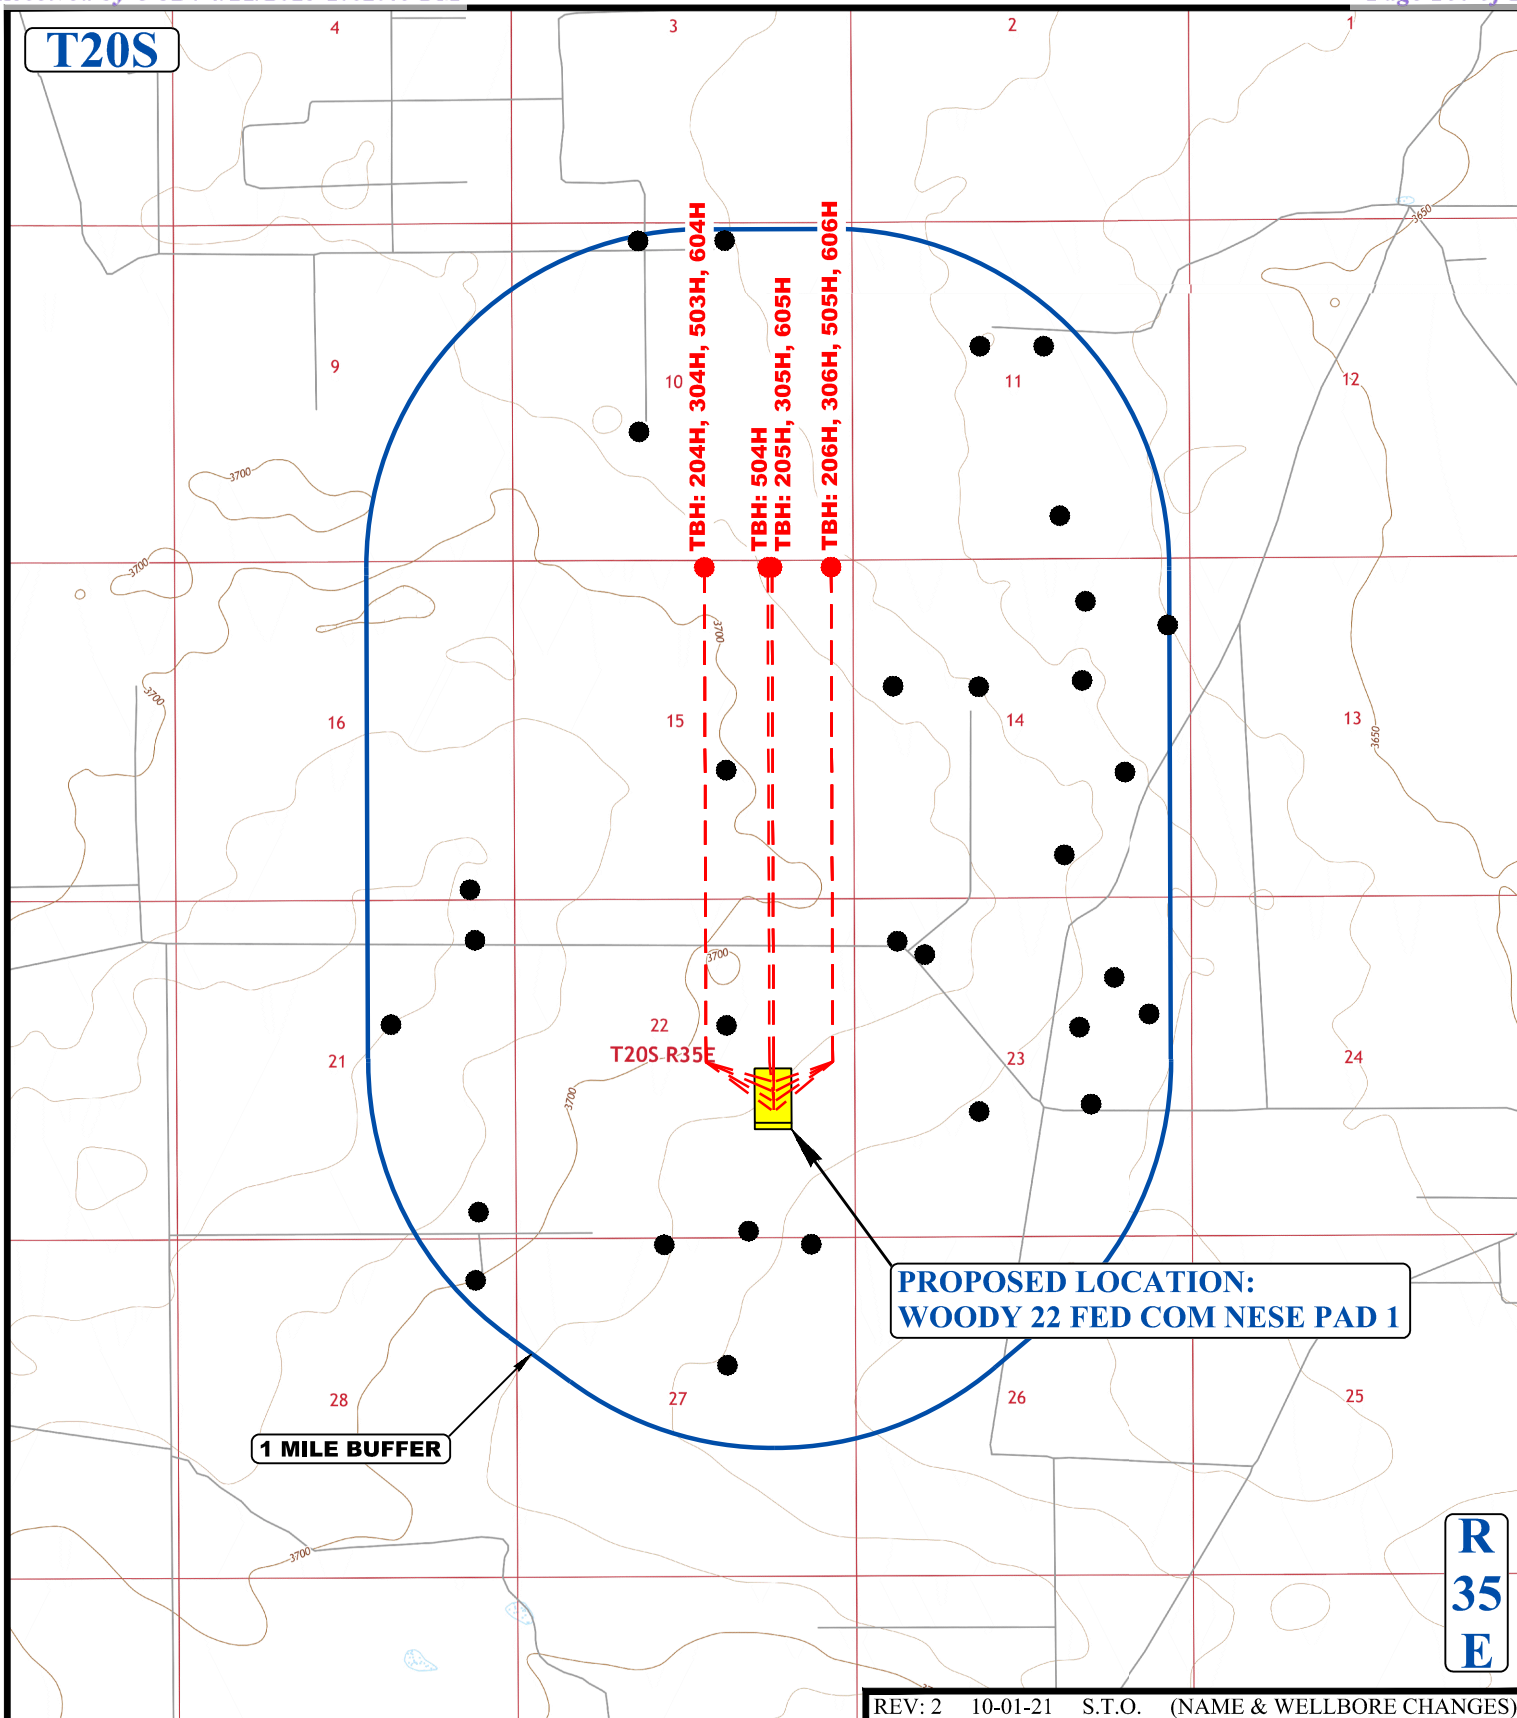 T20S
4
3
2
1
3650
TBH: 204H, 304H, 503H, 604H
TBH: 504H
TBH: 205H, 305H, 605H
TBH: 206H, 306H, 505H, 606H
9
10
11
12
3700
3700
3700
3700
16
15
14
13
3650
3700
22
T20S R35E
21
23
24
3700
PROPOSED LOCATION:
WOODY 22 FED COM NESE PAD 1
28
27
26
25
1 MILE BUFFER
3700
R
35
E
REV: 2 10-01-21 S.T.O. (NAME & WELLBORE CHANGES)